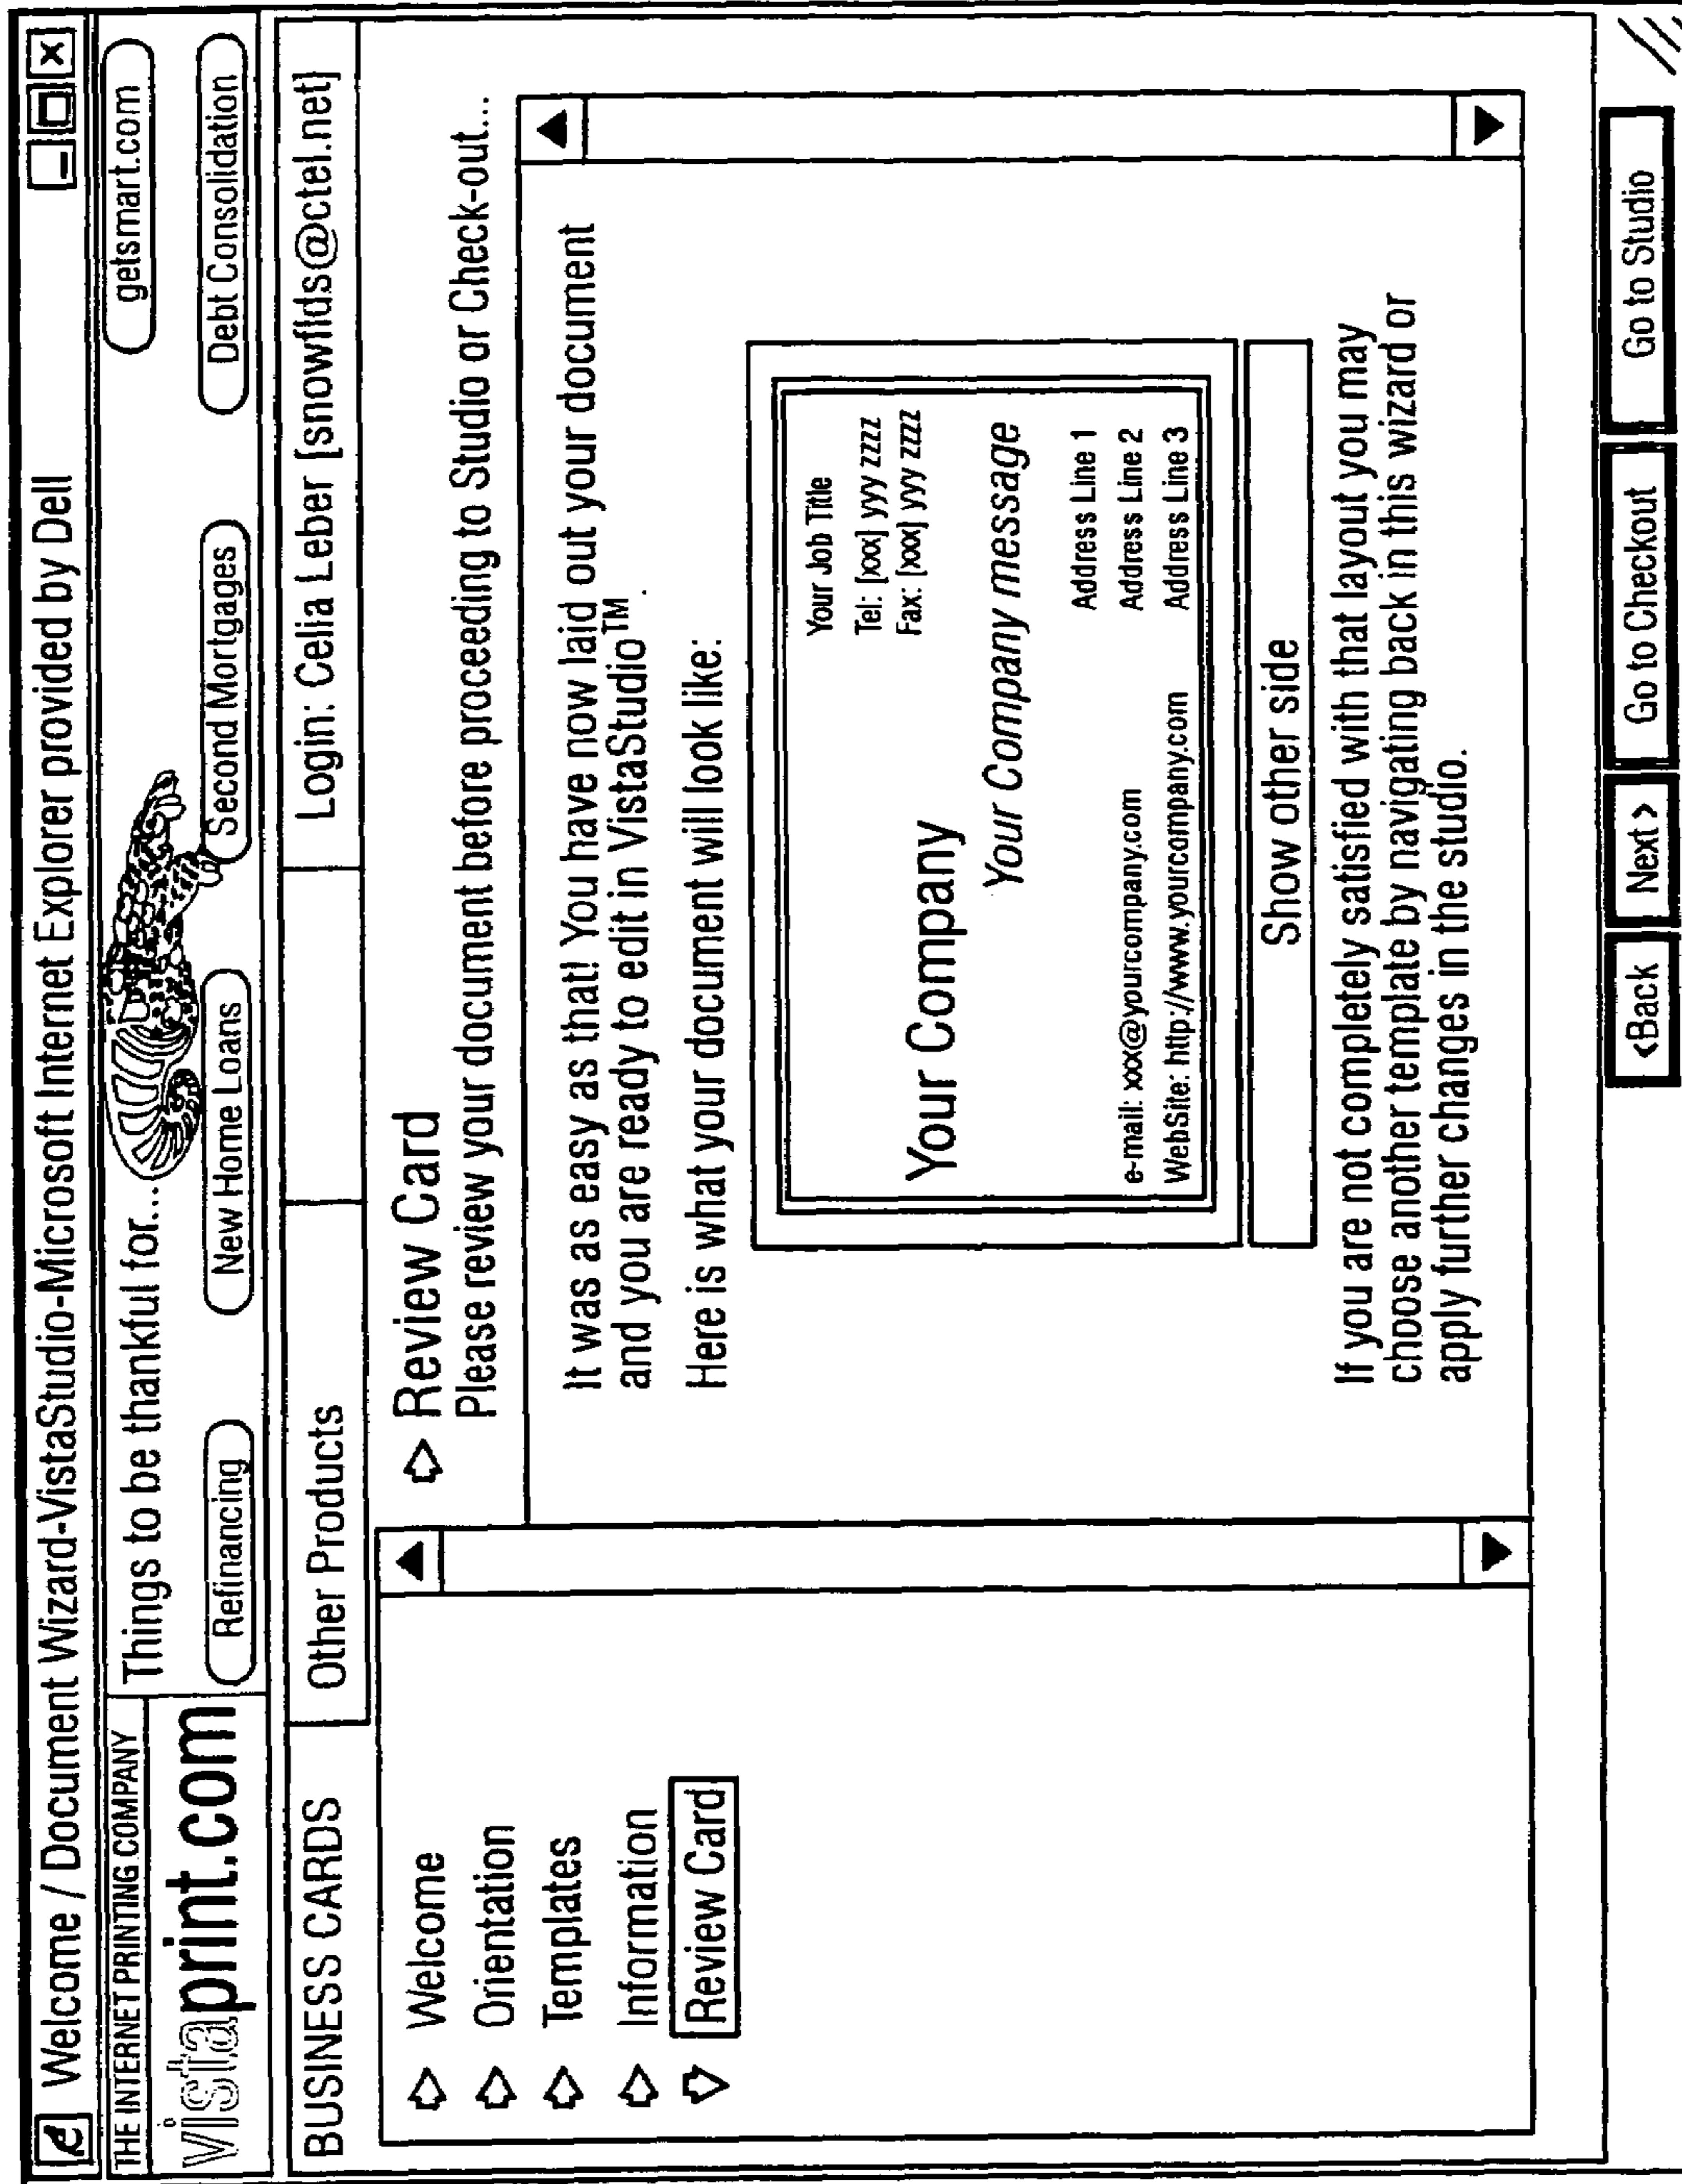 Welcome / Document Wizard-VistaStudio-Microsoft Internet Explorer provided by Dell
THE INTERNET PRINTING COMPANY
vistaprint.com
Things to be thankful for...
getsmart.com
Refinancing
New Home Loans
Second Mortgages
Debt Consolidation
BUSINESS CARDS
Other Products
Login: Celia Leber [snowflds@ctel.net]
Welcome
Orientation
Templates
Information
Review Card
Review Card
Please review your document before proceeding to Studio or Check-out...
It was as easy as that! You have now laid out your document
and you are ready to edit in VistaStudio™.
Here is what your document will look like:
Your Job Title
Tel: [xxx] yyy zzzz
Fax: [xxx] yyy zzzz
Your Company
Your Company message
Address Line 1
e-mail: xxx@yourcompany.com Address Line 2
WebSite: http://www.yourcompany.com Address Line 3
Show other side
If you are not completely satisfied with that layout you may
choose another template by navigating back in this wizard or
apply further changes in the studio.
<Back
Next>
Go to Checkout
Go to Studio